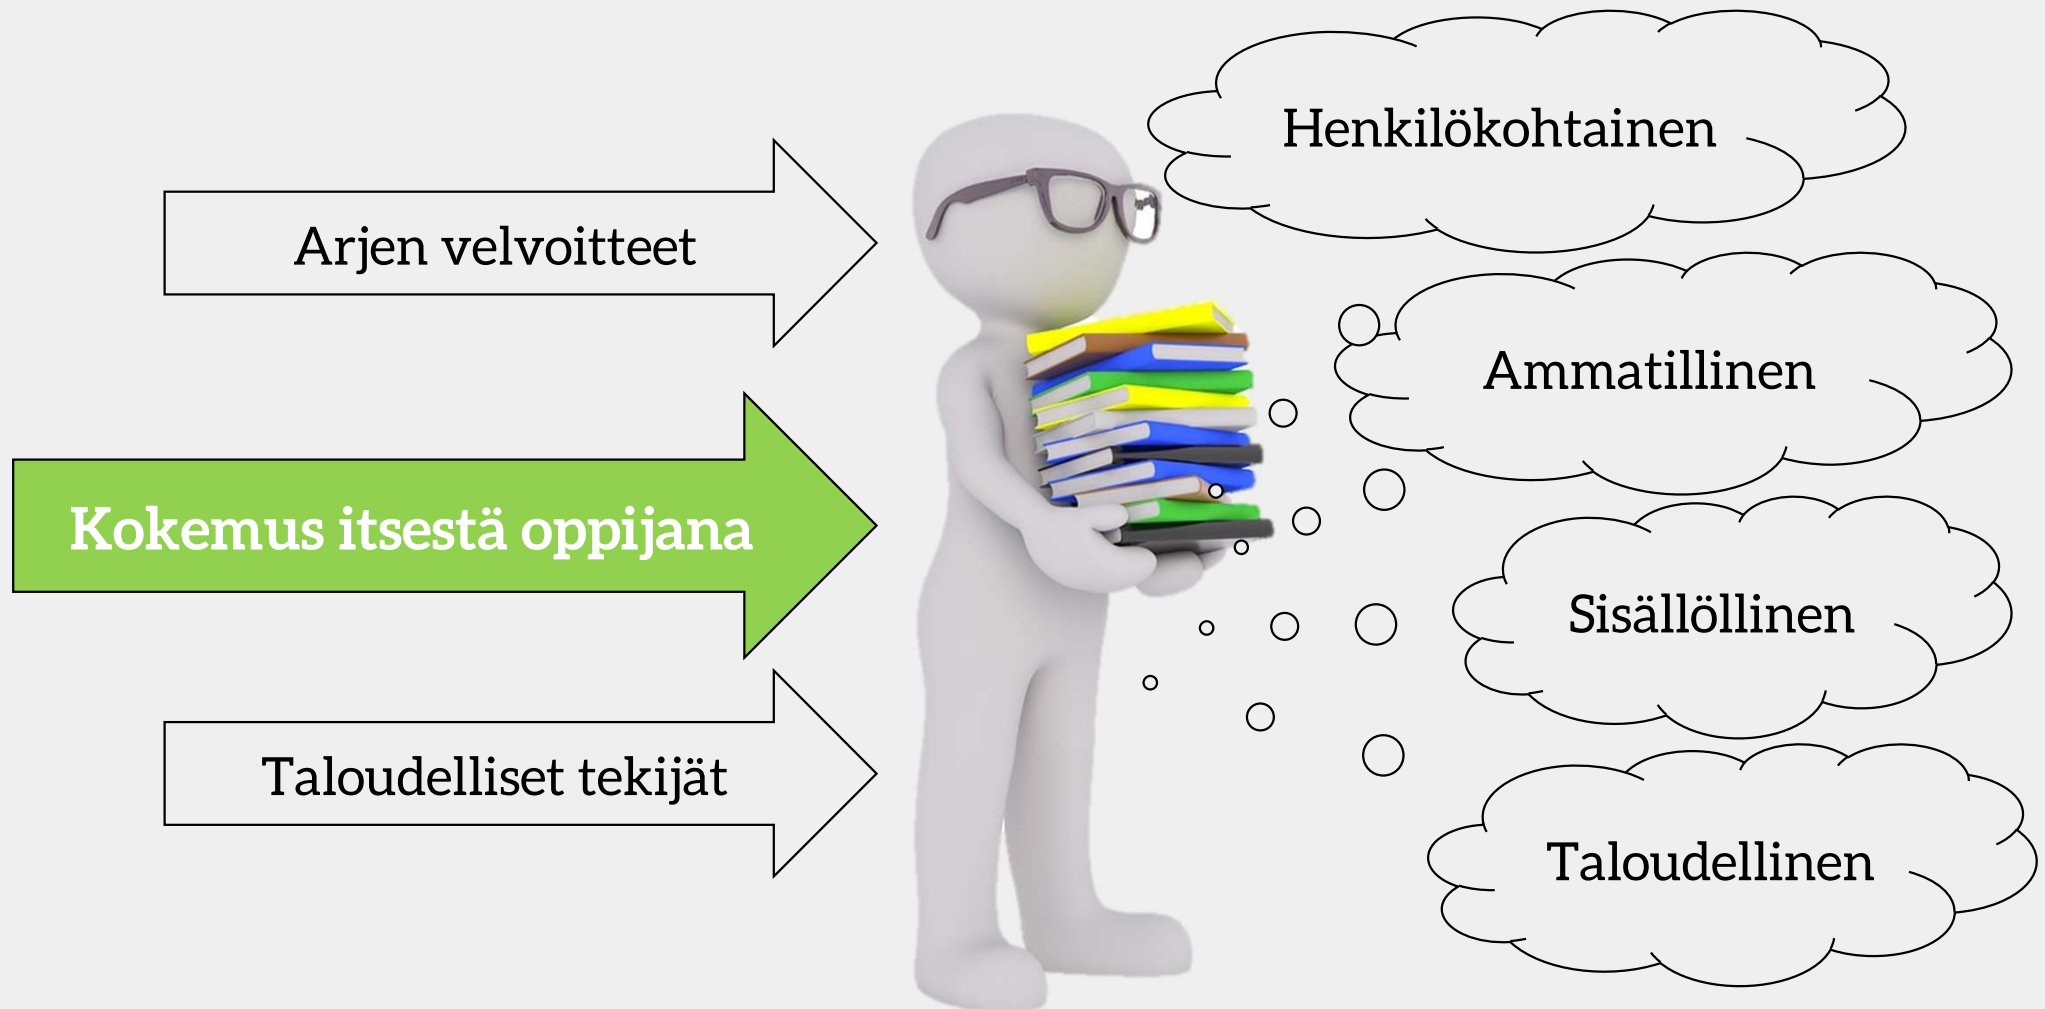 Arjen velvoitteet
Kokemus itsestä oppijana
Taloudelliset tekijät
Henkilökohtainen
Ammatillinen
Sisällöllinen
Taloudellinen